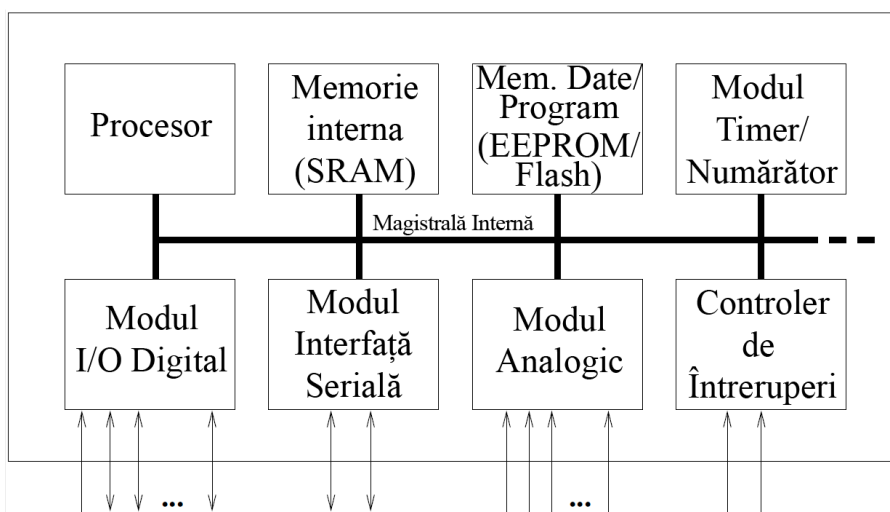 Procesor
Memorie
interna
(SRAM)
Mem. Date/
Program
(EEPROM/
Flash)
Modul
Timer/
Numărător
Magistrală Internă
Modul
I/O Digital
Modul
Interfață
Serială
Modul
Analogic
Controler
de
Întreruperi
...
...